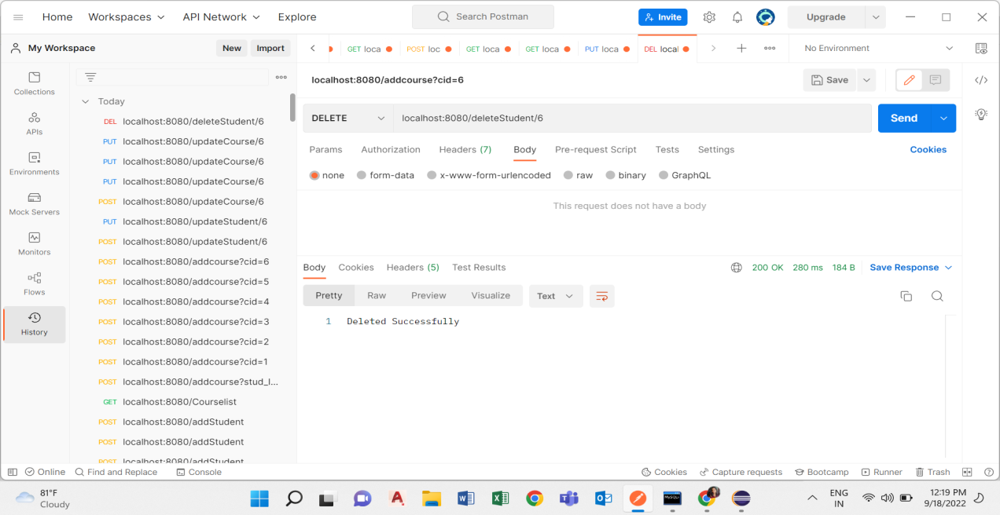 Home Workspaces API Network Explore Search Postman Invite Upgrade
My Workspace New Import GET loca POST loc GET loca GET loca PUT loca DEL local No Environment
Collections
APIs
Environments
Mock Servers
Monitors
Flows
History
Today
DEL localhost:8080/deleteStudent/6
PUT localhost:8080/updateCourse/6
PUT localhost:8080/updateCourse/6
PUT localhost:8080/updateCourse/6
POST localhost:8080/updateCourse/6
PUT localhost:8080/updateStudent/6
POST localhost:8080/updateStudent/6
POST localhost:8080/addcourse?cid=6
POST localhost:8080/addcourse?cid=5
POST localhost:8080/addcourse?cid=4
POST localhost:8080/addcourse?cid=3
POST localhost:8080/addcourse?cid=2
POST localhost:8080/addcourse?cid=1
POST localhost:8080/addcourse?stud_I...
GET localhost:8080/Courselist
POST localhost:8080/addStudent
POST localhost:8080/addStudent
POST localhost:8080/addStudent
localhost:8080/addcourse?cid=6 Save
DELETE localhost:8080/deleteStudent/6 Send
Params Authorization Headers (7) Body Pre-request Script Tests Settings Cookies
none form-data x-www-form-urlencoded raw binary GraphQL
This request does not have a body
Body Cookies Headers (5) Test Results 200 OK 280 ms 184 B Save Response
Pretty Raw Preview Visualize Text
1 Deleted Successfully
Online Find and Replace Console Cookies Capture requests Bootcamp Runner Trash
81°F
Cloudy
MySQL
ENG
IN
12:19 PM
9/18/2022